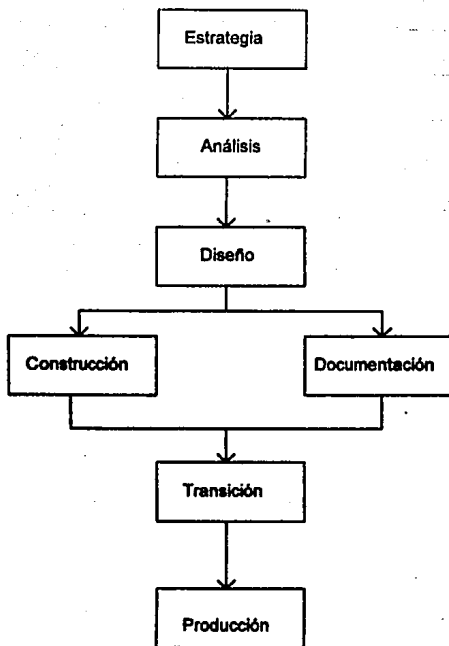 Estrategia
Análisis
Diseño
Construcción
Documentación
Transición
Producción